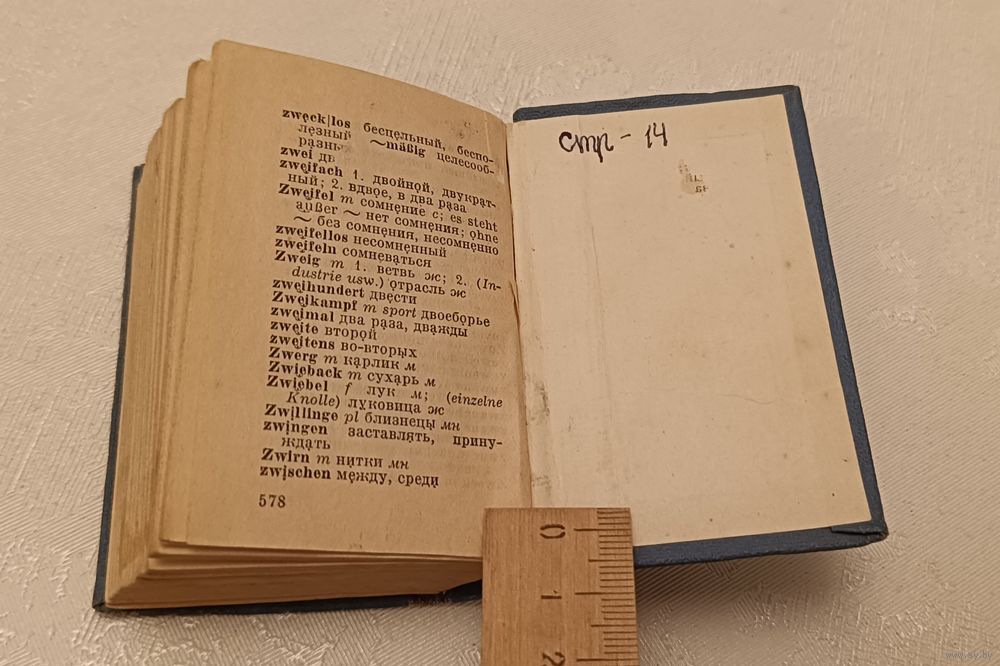 zweck|los бесцельный, беспо-
лезный ~mäßig целесооб-
разн
zwei дв
zweifach 1. двойной, двукрат-
ный; 2. вдвое, в два раза
Zweifel m сомнение с; es steht
außer ~ нет сомнения; ohne
~ без сомнения, несомненно
zweifellos несомненный
zweifeln сомневаться
Zweig m 1. ветвь ж; 2. (In-
dustrie usw.) отрасль ж
zweihundert двести
Zweikampf m sport двоеборье
zweimal два раза, дважды
zweite второй
zweitens во-вторых
Zwerg m карлик м
Zwieback m сухарь м
Zwiebel f лук м; (einzelne
Knolle) луковица ж
Zwillinge pl близнецы мн
zwingen заставлять, прину-
ждать
Zwirn m нитки мн
zwischen между, среди
578
стр - 14
0
1
2
www.ay.by